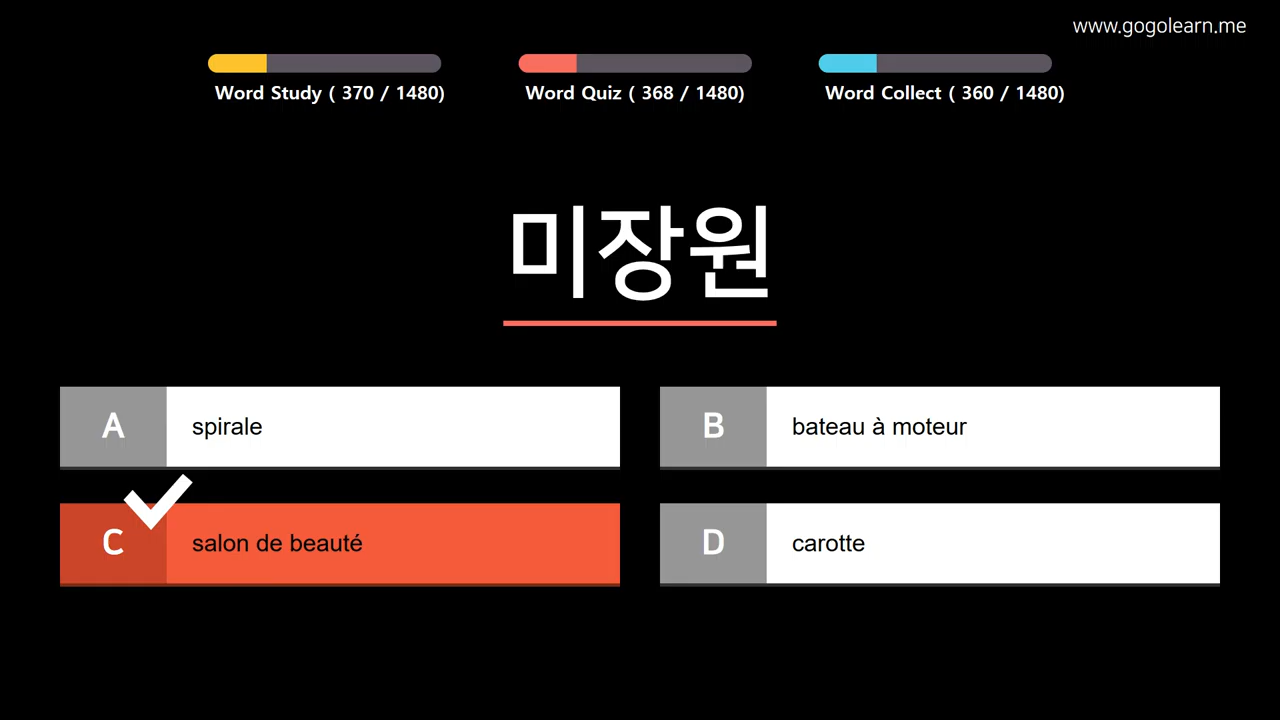 www.gogolearn.me
Word Study ( 370 / 1480)
Word Quiz ( 368 / 1480)
Word Collect ( 360 / 1480)
미장원
A
spirale
B
bateau à moteur
C
salon de beauté
D
carotte